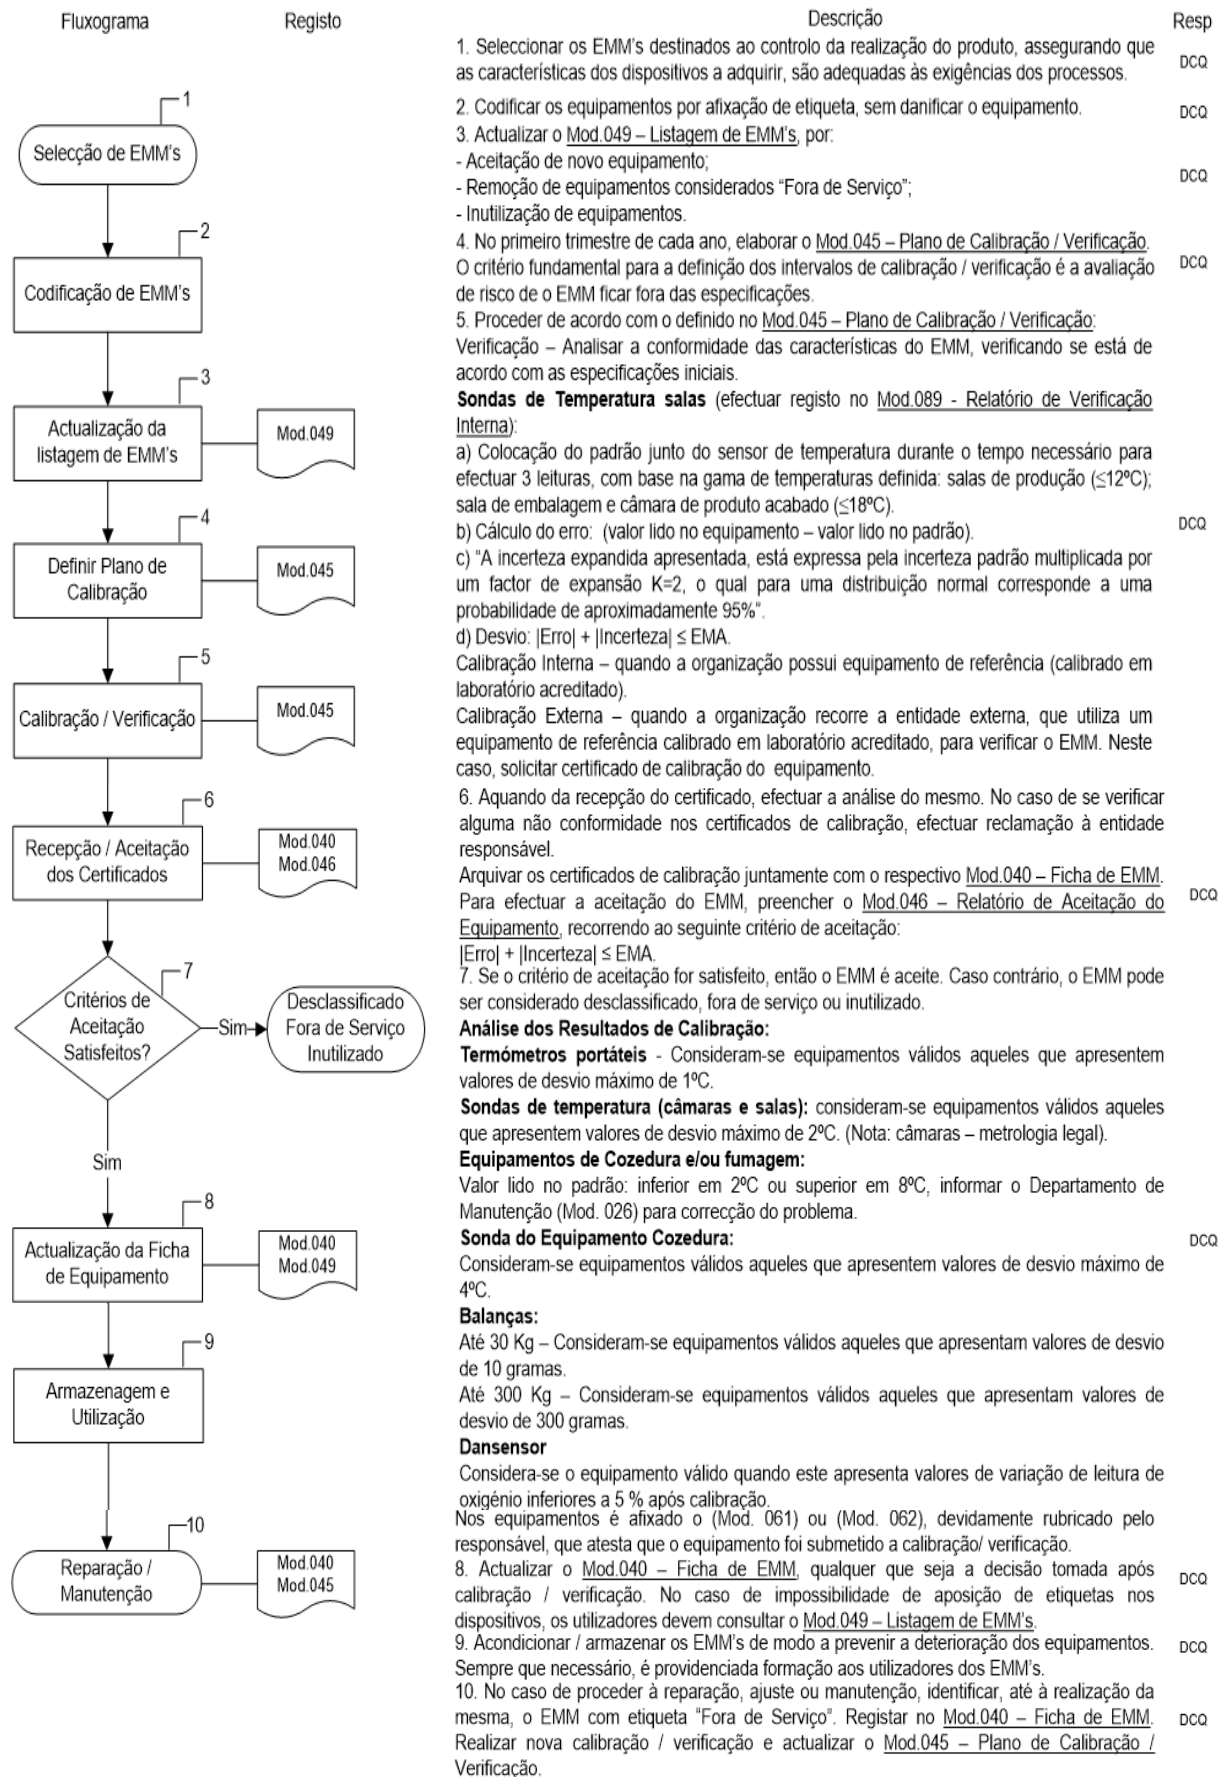 Fluxograma
Registo
Descrição
Resp
1
Selecção de EMM's
2
Codificação de EMM's
3
Actualização da
listagem de EMM's
Mod.049
4
Definir Plano de
Calibração
Mod.045
5
Calibração / Verificação
Mod.045
6
Recepção / Aceitação
dos Certificados
Mod.040
Mod.046
7
Critérios de
Aceitação
Satisfeitos?
Sim
Desclassificado
Fora de Serviço
Inutilizado
Sim
8
Actualização da Ficha
de Equipamento
Mod.040
Mod.049
9
Armazenagem e
Utilização
10
Reparação /
Manutenção
Mod.040
Mod.045
1. Seleccionar os EMM's destinados ao controlo da realização do produto, assegurando que
as características dos dispositivos a adquirir, são adequadas às exigências dos processos.
DCQ
2. Codificar os equipamentos por afixação de etiqueta, sem danificar o equipamento.
DCQ
3. Actualizar o Mod.049 – Listagem de EMM's, por:
- Aceitação de novo equipamento;
- Remoção de equipamentos considerados “Fora de Serviço”;
- Inutilização de equipamentos.
DCQ
4. No primeiro trimestre de cada ano, elaborar o Mod.045 – Plano de Calibração / Verificação.
O critério fundamental para a definição dos intervalos de calibração / verificação é a avaliação
de risco de o EMM ficar fora das especificações.
DCQ
5. Proceder de acordo com o definido no Mod.045 – Plano de Calibração / Verificação:
Verificação – Analisar a conformidade das características do EMM, verificando se está de
acordo com as especificações iniciais.
Sondas de Temperatura salas (efectuar registo no Mod.089 - Relatório de Verificação
Interna):
a) Colocação do padrão junto do sensor de temperatura durante o tempo necessário para
efectuar 3 leituras, com base na gama de temperaturas definida: salas de produção (≤12ºC);
sala de embalagem e câmara de produto acabado (≤18ºC).
b) Cálculo do erro: (valor lido no equipamento – valor lido no padrão).
DCQ
c) “A incerteza expandida apresentada, está expressa pela incerteza padrão multiplicada por
um factor de expansão K=2, o qual para uma distribuição normal corresponde a uma
probabilidade de aproximadamente 95%”.
d) Desvio: |Erro| + |Incerteza| ≤ EMA.
Calibração Interna – quando a organização possui equipamento de referência (calibrado em
laboratório acreditado).
Calibração Externa – quando a organização recorre a entidade externa, que utiliza um
equipamento de referência calibrado em laboratório acreditado, para verificar o EMM. Neste
caso, solicitar certificado de calibração do equipamento.
6. Aquando da recepção do certificado, efectuar a análise do mesmo. No caso de se verificar
alguma não conformidade nos certificados de calibração, efectuar reclamação à entidade
responsável.
Arquivar os certificados de calibração juntamente com o respectivo Mod.040 – Ficha de EMM.
Para efectuar a aceitação do EMM, preencher o Mod.046 – Relatório de Aceitação do
Equipamento, recorrendo ao seguinte critério de aceitação:
|Erro| + |Incerteza| ≤ EMA.
DCQ
7. Se o critério de aceitação for satisfeito, então o EMM é aceite. Caso contrário, o EMM pode
ser considerado desclassificado, fora de serviço ou inutilizado.
Análise dos Resultados de Calibração:
Termómetros portáteis - Consideram-se equipamentos válidos aqueles que apresentem
valores de desvio máximo de 1ºC.
Sondas de temperatura (câmaras e salas): consideram-se equipamentos válidos aqueles
que apresentem valores de desvio máximo de 2ºC. (Nota: câmaras – metrologia legal).
Equipamentos de Cozedura e/ou fumagem:
Valor lido no padrão: inferior em 2ºC ou superior em 8ºC, informar o Departamento de
Manutenção (Mod. 026) para correcção do problema.
Sonda do Equipamento Cozedura:
DCQ
Consideram-se equipamentos válidos aqueles que apresentem valores de desvio máximo de
4ºC.
Balanças:
Até 30 Kg – Consideram-se equipamentos válidos aqueles que apresentam valores de desvio
de 10 gramas.
Até 300 Kg – Consideram-se equipamentos válidos aqueles que apresentam valores de
desvio de 300 gramas.
Dansensor
Considera-se o equipamento válido quando este apresenta valores de variação de leitura de
oxigénio inferiores a 5 % após calibração.
Nos equipamentos é afixado o (Mod. 061) ou (Mod. 062), devidamente rubricado pelo
responsável, que atesta que o equipamento foi submetido a calibração/ verificação.
8. Actualizar o Mod.040 – Ficha de EMM, qualquer que seja a decisão tomada após
calibração / verificação. No caso de impossibilidade de aposição de etiquetas nos
dispositivos, os utilizadores devem consultar o Mod.049 – Listagem de EMM's.
DCQ
9. Acondicionar / armazenar os EMM's de modo a prevenir a deterioração dos equipamentos.
Sempre que necessário, é providenciada formação aos utilizadores dos EMM's.
DCQ
10. No caso de proceder à reparação, ajuste ou manutenção, identificar, até à realização da
mesma, o EMM com etiqueta “Fora de Serviço”. Registar no Mod.040 – Ficha de EMM.
Realizar nova calibração / verificação e actualizar o Mod.045 – Plano de Calibração /
Verificação.
DCQ